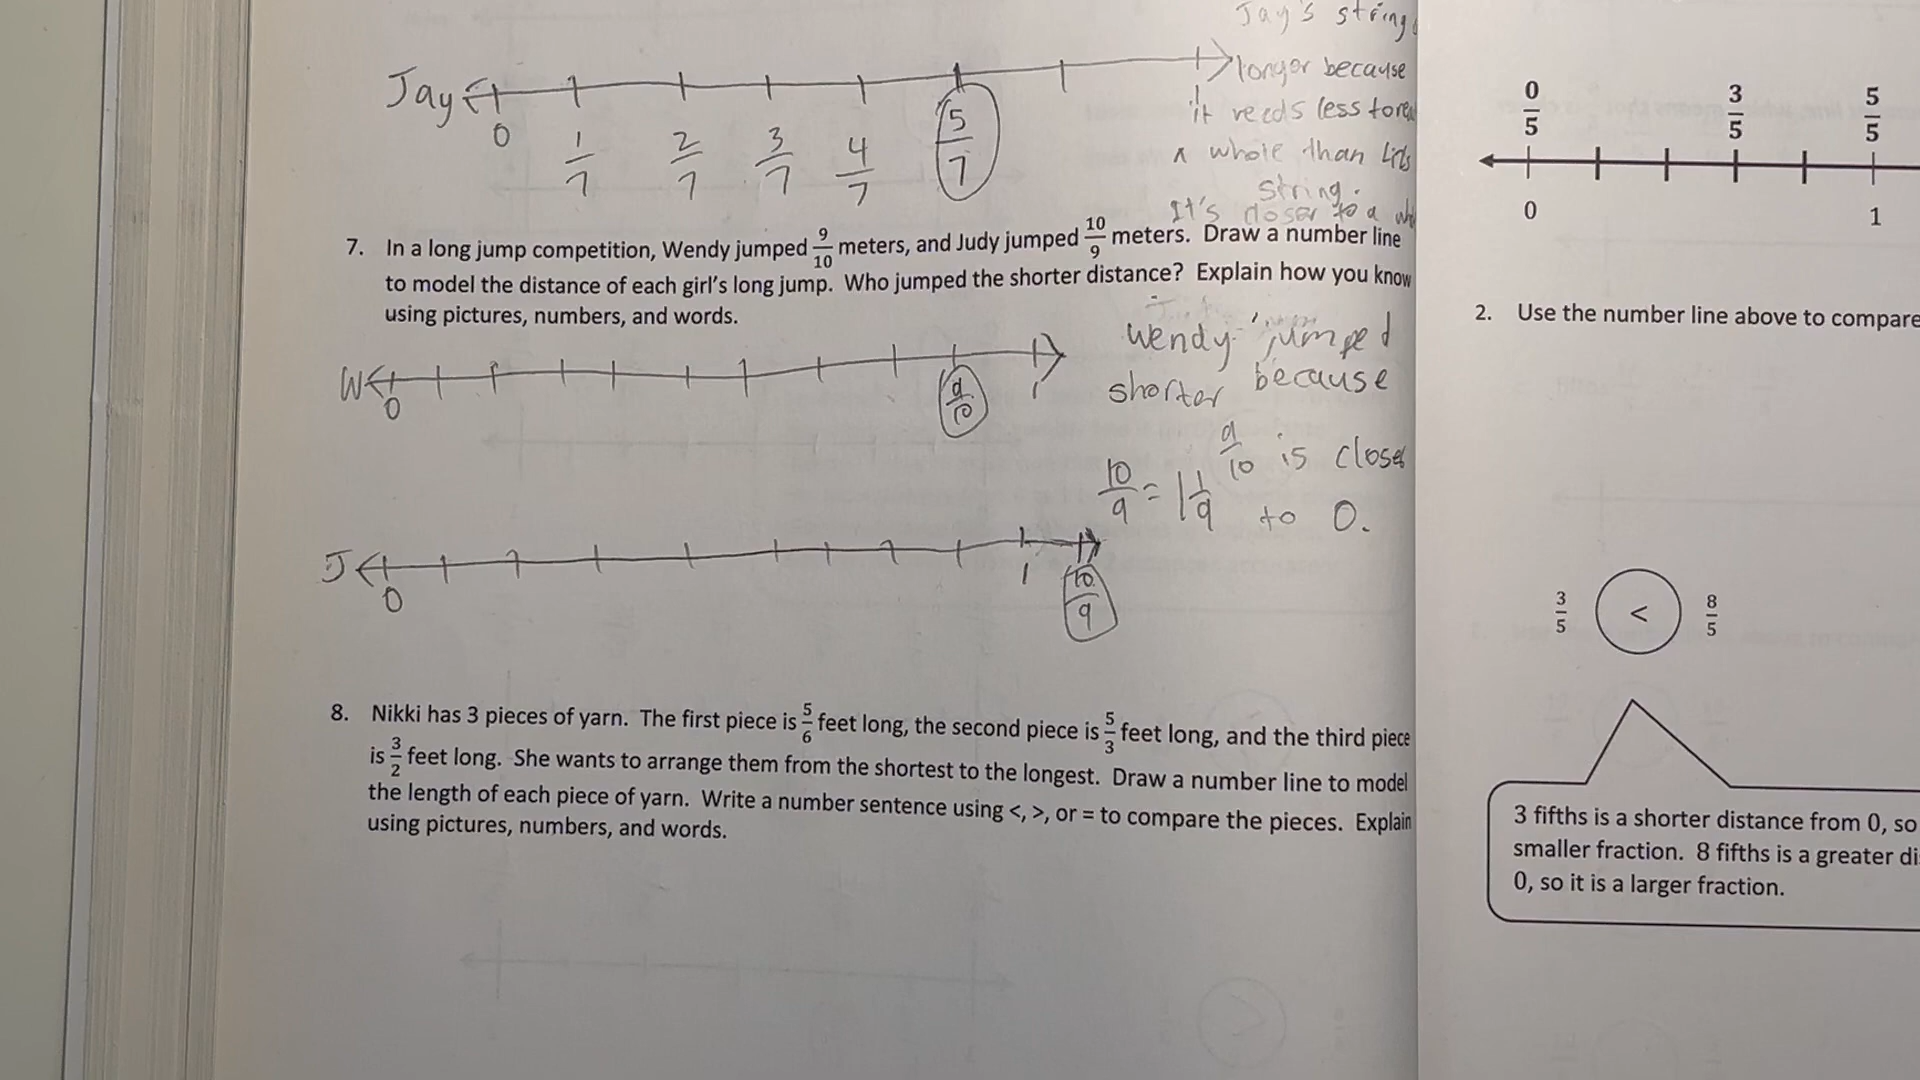 Jay's string
Jay
longer because
it needs less to
0 1/7 2/7 3/7 4/7 5/7 1
a whole than
string.
It's closer to a
7. In a long jump competition, Wendy jumped 9/10 meters, and Judy jumped 10/9 meters. Draw a number line
to model the distance of each girl's long jump. Who jumped the shorter distance? Explain how you know
using pictures, numbers, and words.
Wendy jumped
shorter because
9/10 is closer
to 0.
10/9 = 1 1/9
W 0 9/10 1
J 0 1 10/9
8. Nikki has 3 pieces of yarn. The first piece is 5/6 feet long, the second piece is 5/3 feet long, and the third piece
is 3/2 feet long. She wants to arrange them from the shortest to the longest. Draw a number line to model
the length of each piece of yarn. Write a number sentence using <, >, or = to compare the pieces. Explain
using pictures, numbers, and words.
0/5 3/5 5/5
0 1
2. Use the number line above to compare
3/5 < 8/5
3 fifths is a shorter distance from 0, so
smaller fraction. 8 fifths is a greater
0, so it is a larger fraction.